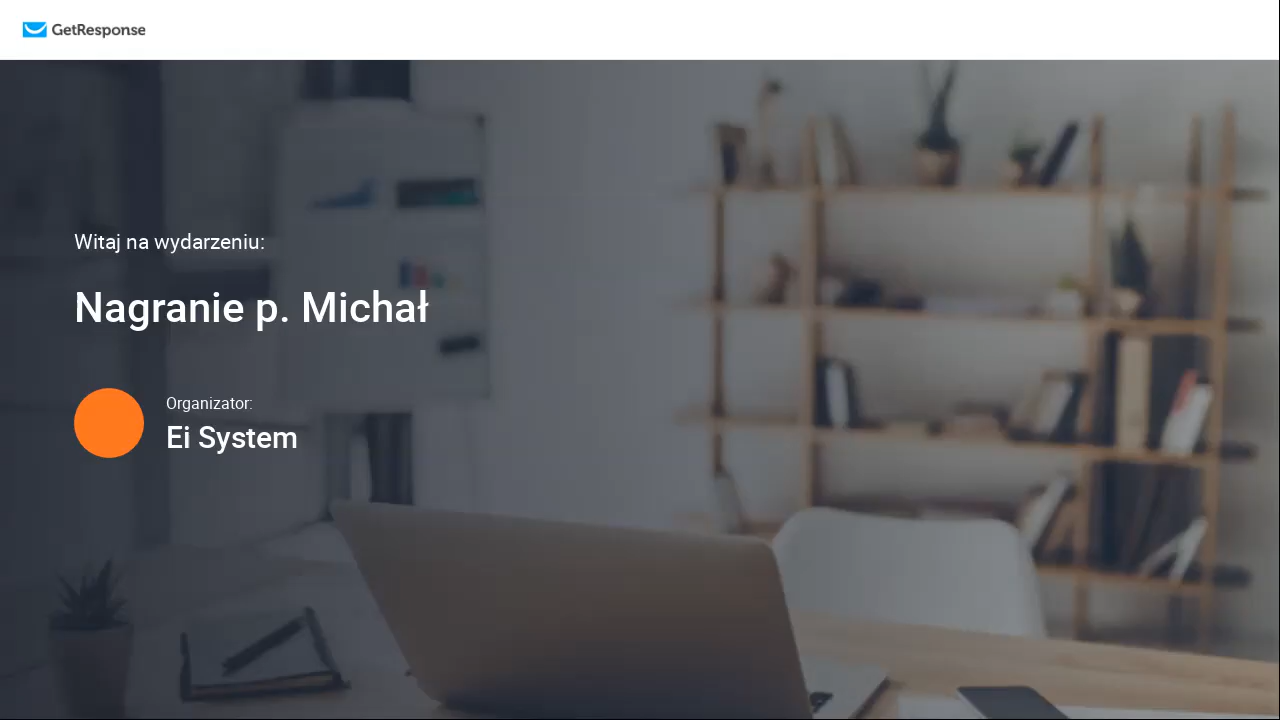 GetResponse
Witaj na wydarzeniu:
Nagranie p. Michał
Organizator:
Ei System